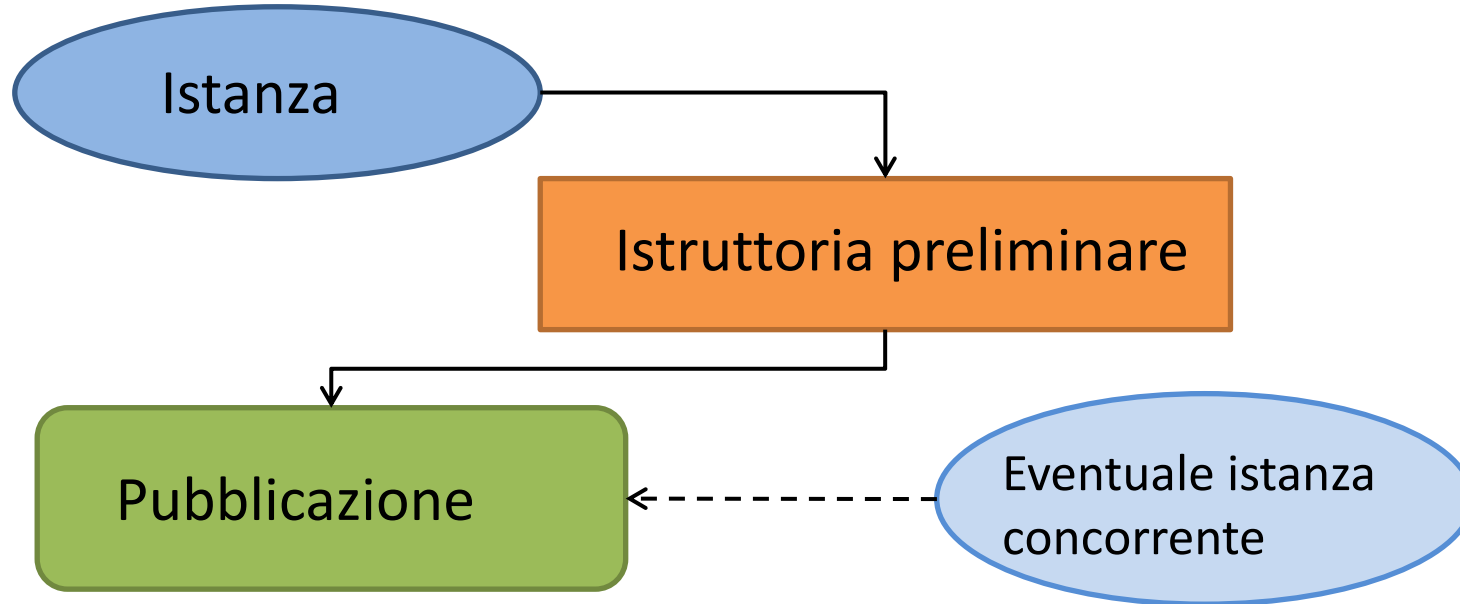 Istanza
Istruttoria preliminare
Pubblicazione
Eventuale istanza
concorrente